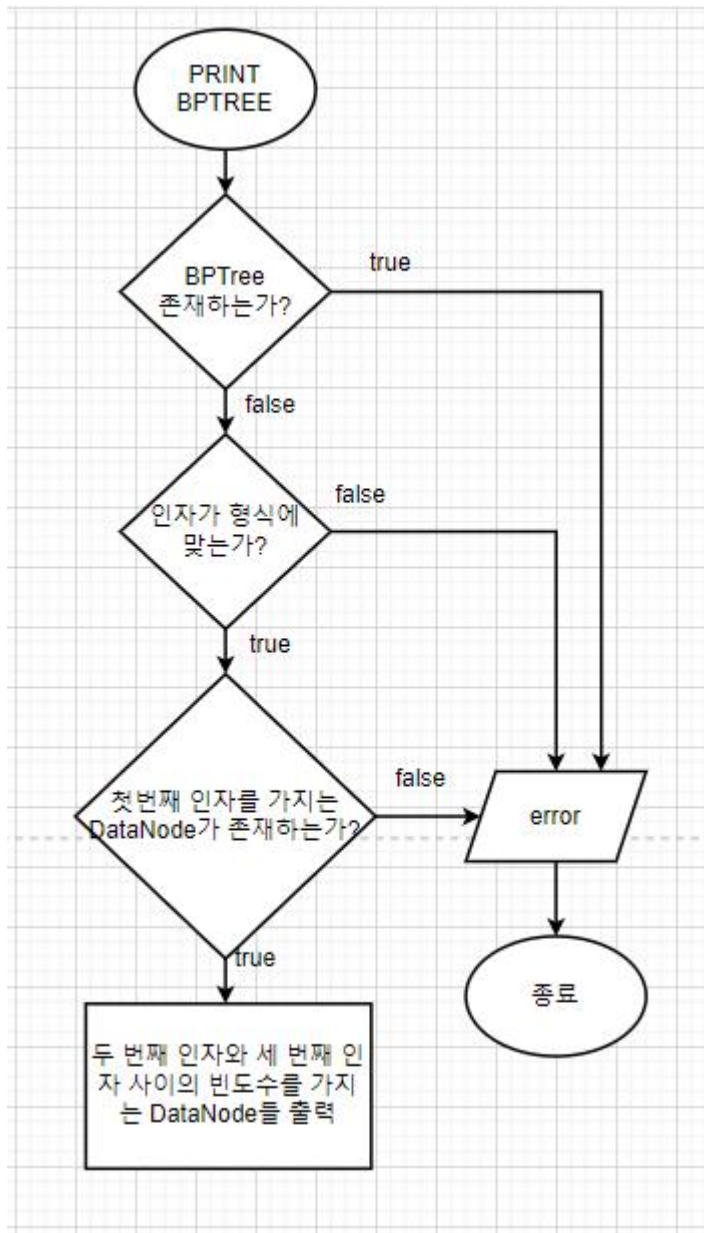 PRINT
BPTREE
BPTree
존재하는가?
true
false
인자가 형식에
맞는가?
false
true
첫번째 인자를 가지는
DataNode가 존재하는가?
false
error
true
종료
두 번째 인자와 세 번째 인
자 사이의 빈도수를 가지
는 DataNode들 출력